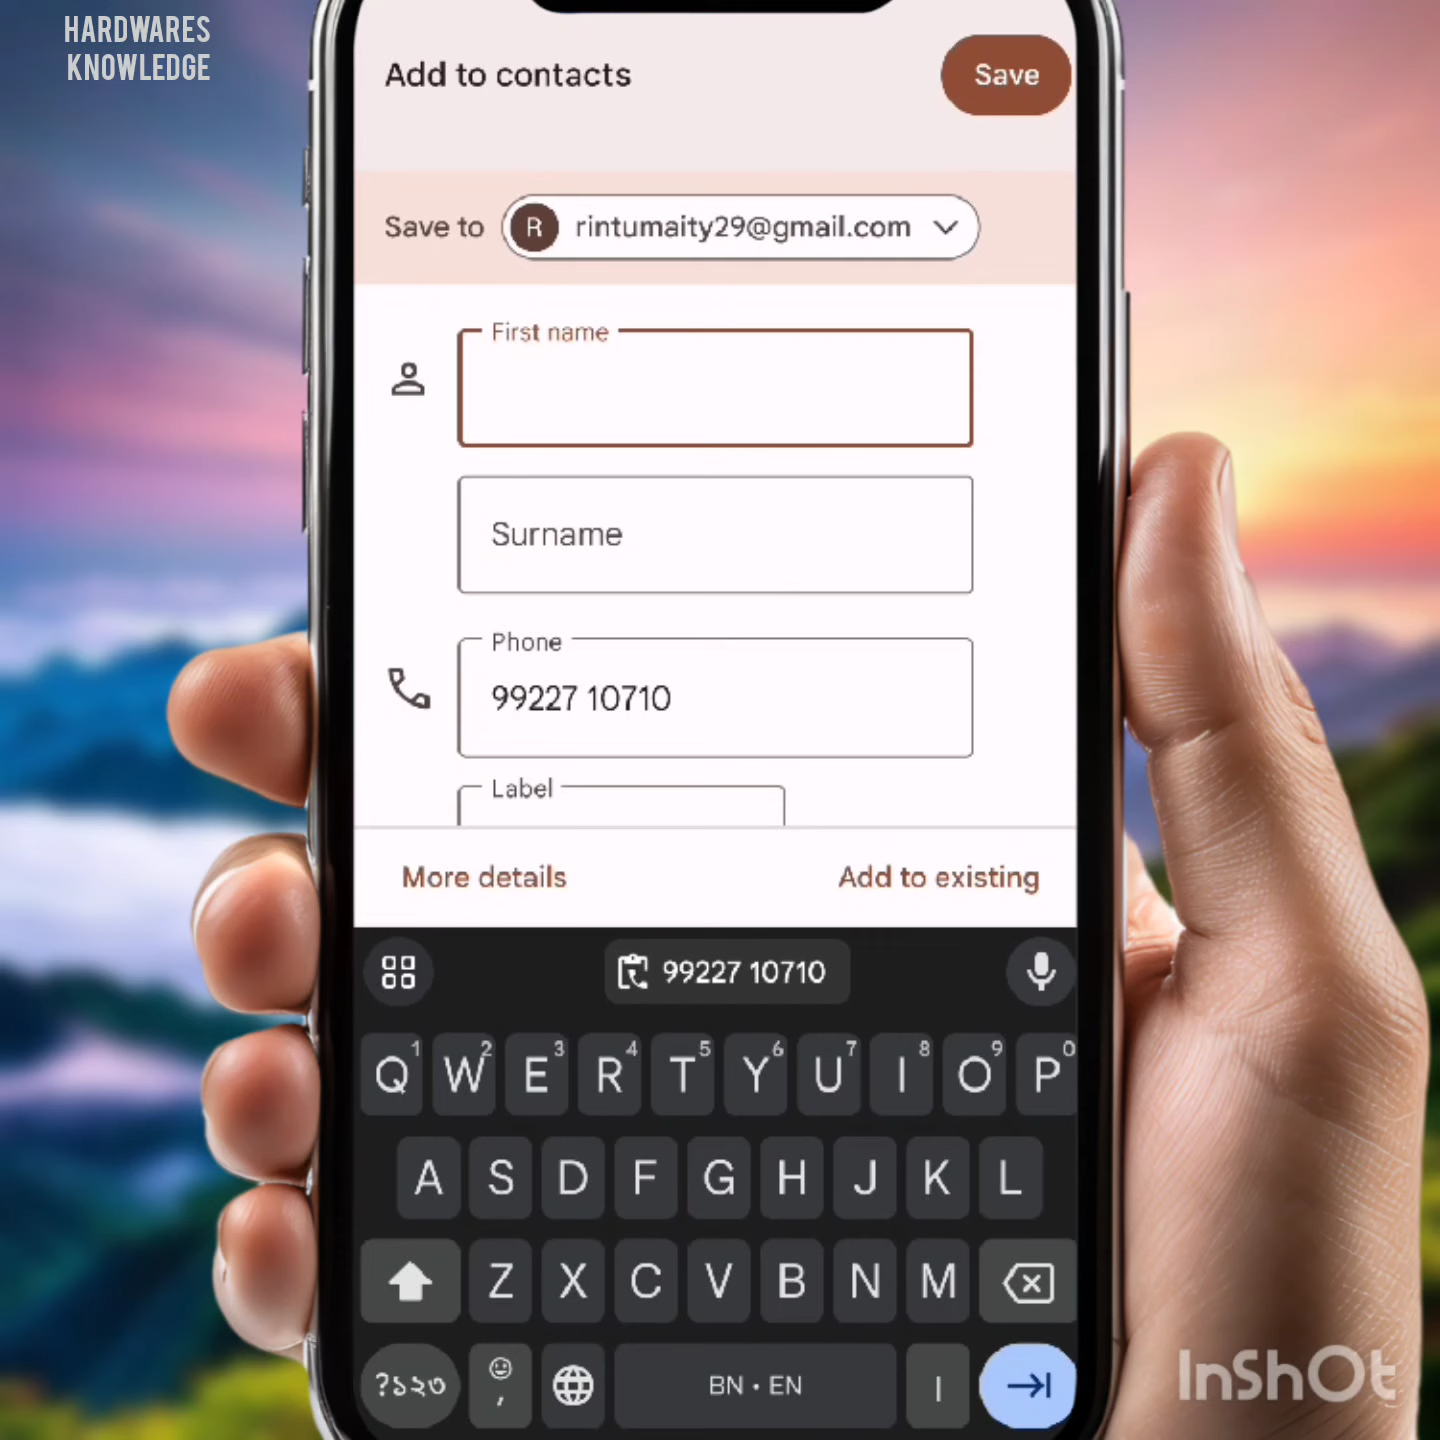 HARDWARES
KNOWLEDGE
Add to contacts
Save
Save to
R
rintumaity29@gmail.com
First name
Surname
Phone
99227 10710
Label
More details
Add to existing
99227 10710
Q1 W2 E3 R4 T5 Y6 U7 I8 O9 P0
A S D F G H J K L
Z X C V B N M
?১২৩ , BN • EN ।
InShOt